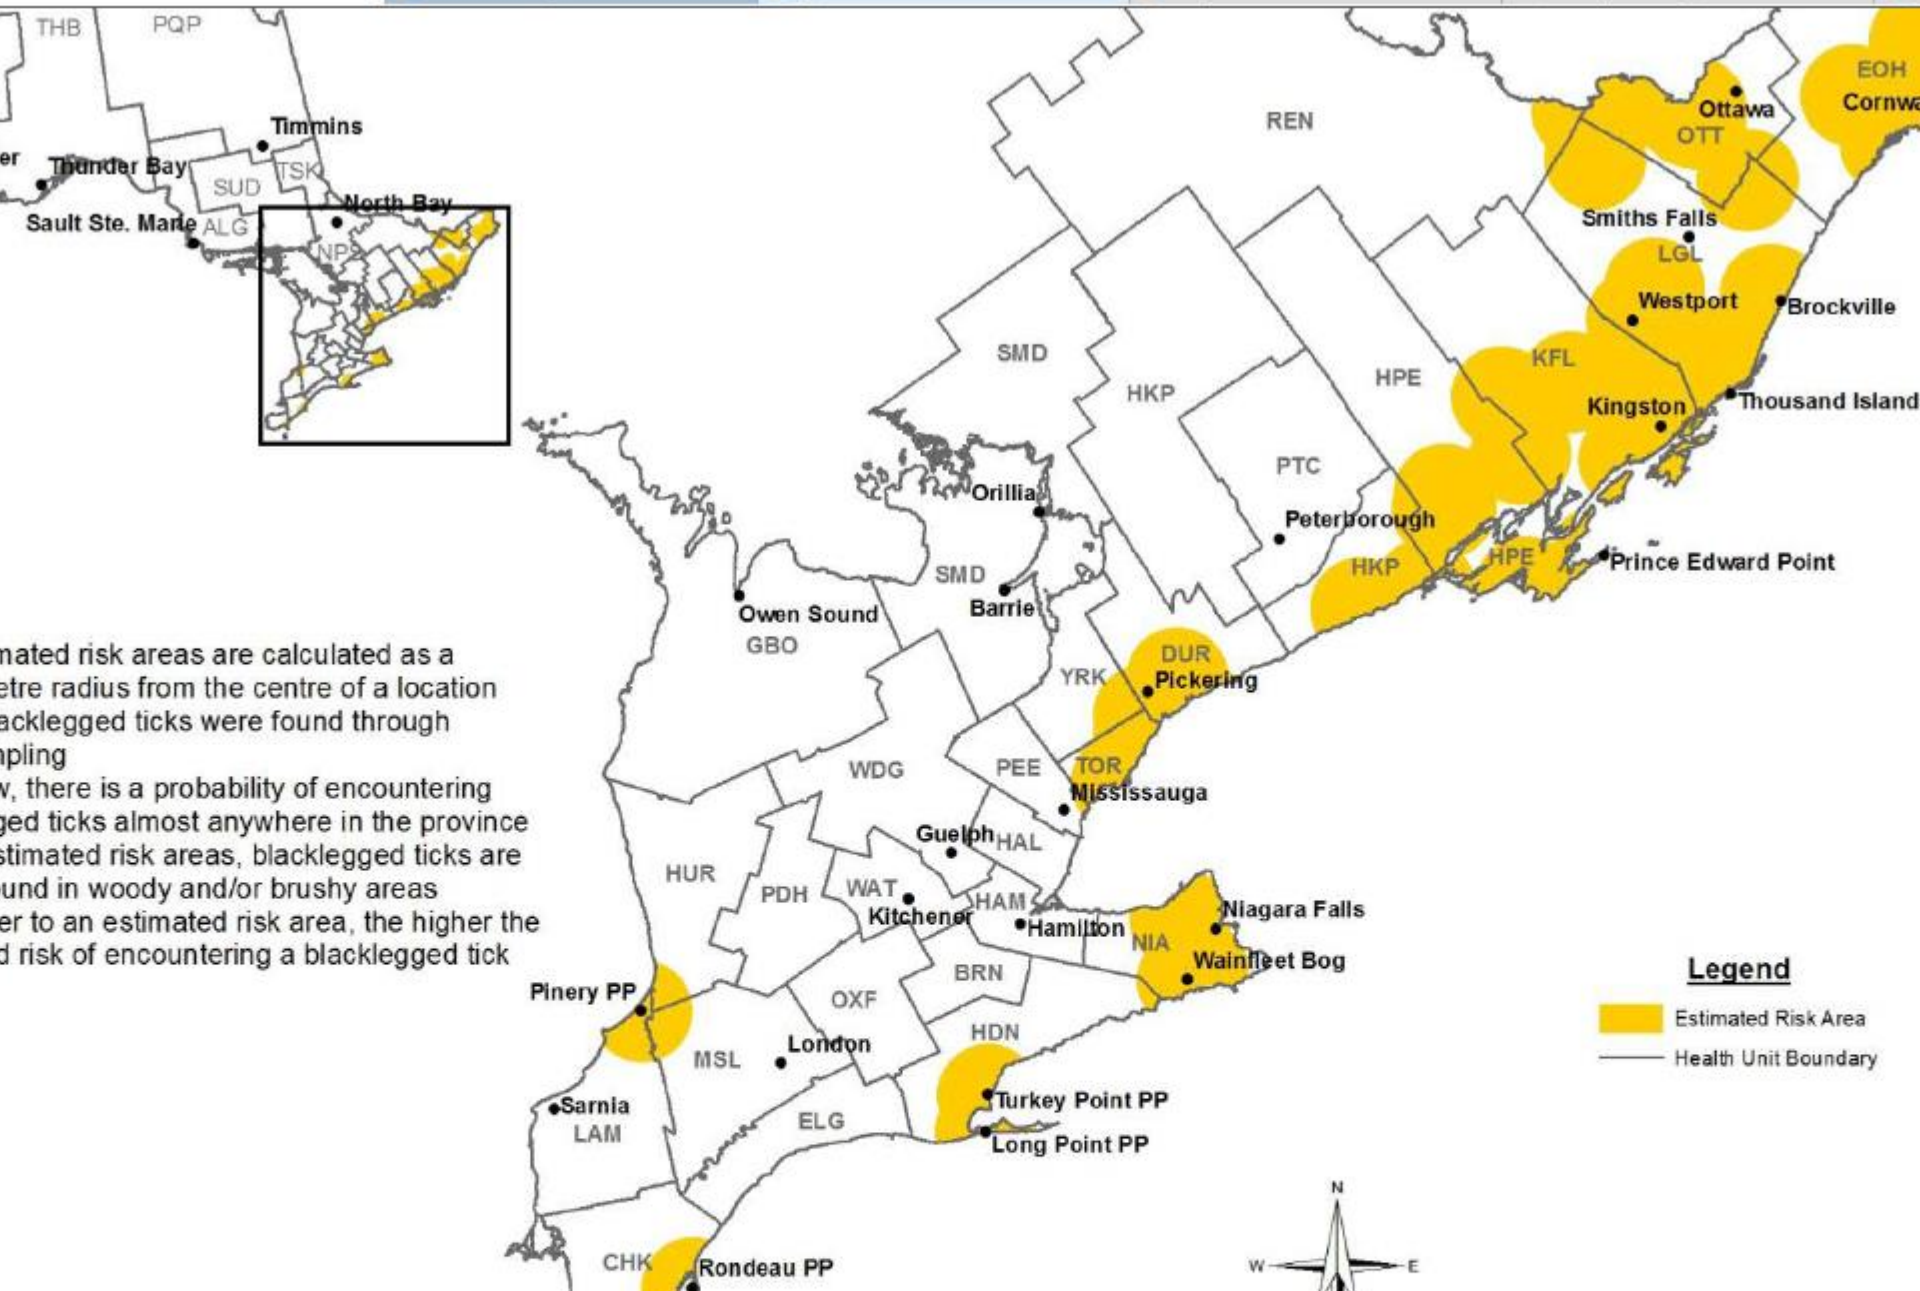 THB
PQP
Timmins
er
Thunder Bay
TSK
SUD
Sault Ste. Marie
ALG
North Bay
NPS
REN
EOH
Cornwa
Ottawa
OTT
Smiths Falls
LGL
Westport
Brockville
SMD
HKP
HPE
KFL
Kingston
Thousand Island
PTC
Orillia
Peterborough
HKP
HPE
Prince Edward Point
SMD
Barrie
Owen Sound
GBO
mated risk areas are calculated as a
etre radius from the centre of a location
acklegged ticks were found through
npling
w, there is a probability of encountering
ged ticks almost anywhere in the province
stimated risk areas, blacklegged ticks are
ound in woody and/or brushy areas
er to an estimated risk area, the higher the
d risk of encountering a blacklegged tick
YRK
DUR
Pickering
WDG
PEE
TOR
Mississauga
Guelph
HAL
HUR
PDH
WAT
Kitchener
HAM
Hamilton
NIA
Niagara Falls
Wainfleet Bog
Pinery PP
OXF
BRN
HDN
MSL
London
Sarnia
LAM
ELG
Turkey Point PP
Long Point PP
CHK
Rondeau PP
Legend
Estimated Risk Area
Health Unit Boundary
N
W
E